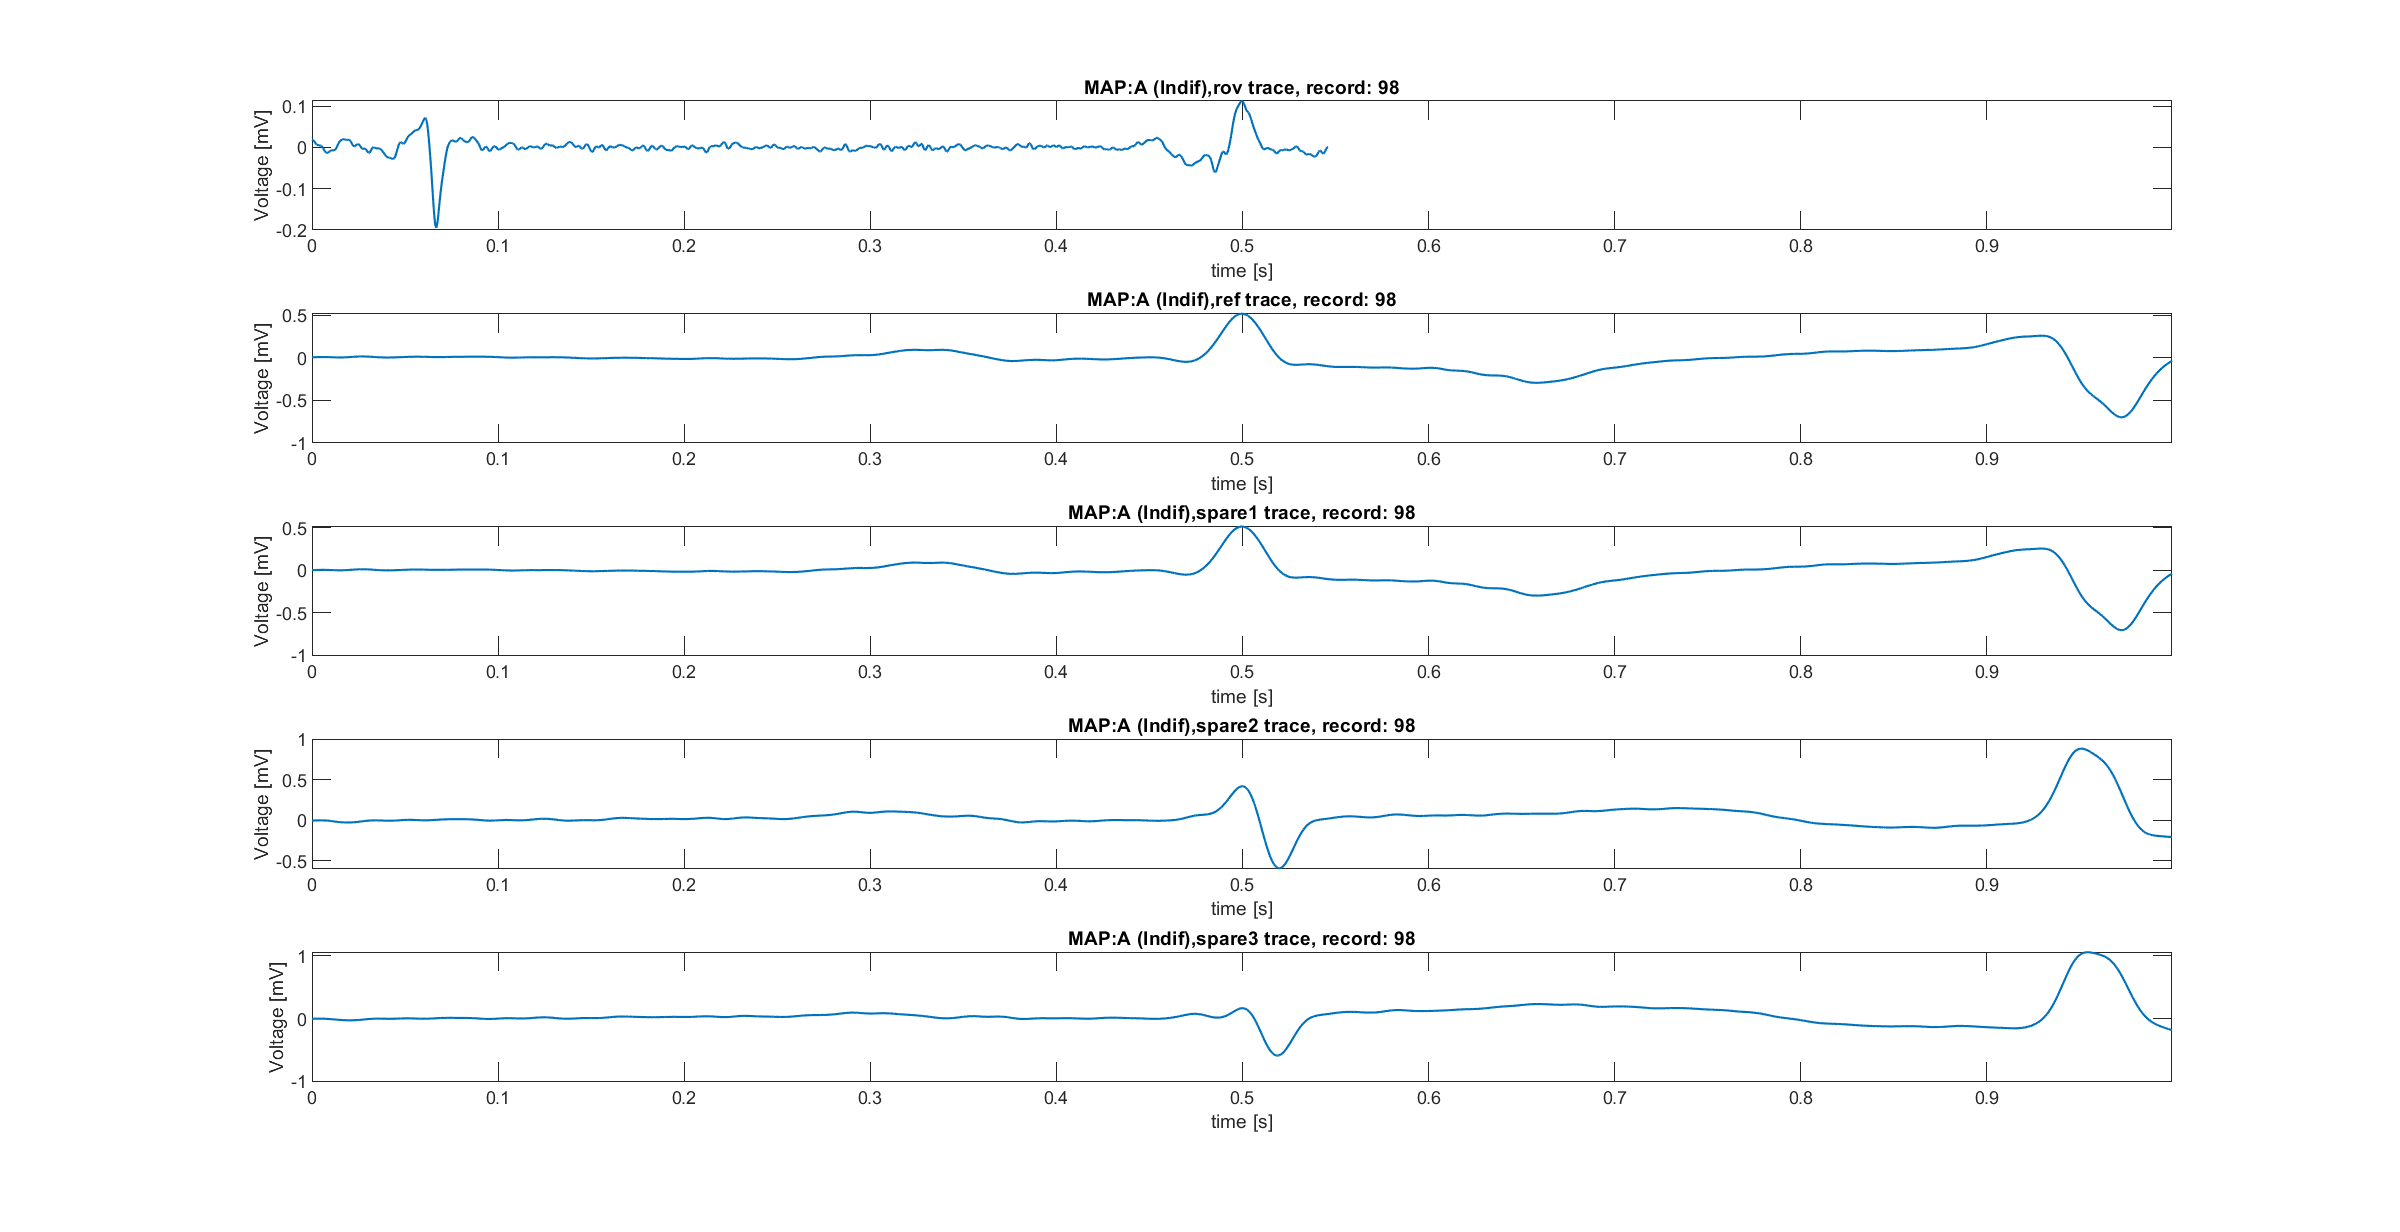 MAP:A (Indif),rov trace, record: 98
Voltage [mV]
0.1
0
-0.1
-0.2
0 0.1 0.2 0.3 0.4 0.5 0.6 0.7 0.8 0.9
time [s]
MAP:A (Indif),ref trace, record: 98
Voltage [mV]
0.5
0
-0.5
-1
0 0.1 0.2 0.3 0.4 0.5 0.6 0.7 0.8 0.9
time [s]
MAP:A (Indif),spare1 trace, record: 98
Voltage [mV]
0.5
0
-0.5
-1
0 0.1 0.2 0.3 0.4 0.5 0.6 0.7 0.8 0.9
time [s]
MAP:A (Indif),spare2 trace, record: 98
Voltage [mV]
1
0.5
0
-0.5
0 0.1 0.2 0.3 0.4 0.5 0.6 0.7 0.8 0.9
time [s]
MAP:A (Indif),spare3 trace, record: 98
Voltage [mV]
1
0
-1
0 0.1 0.2 0.3 0.4 0.5 0.6 0.7 0.8 0.9
time [s]